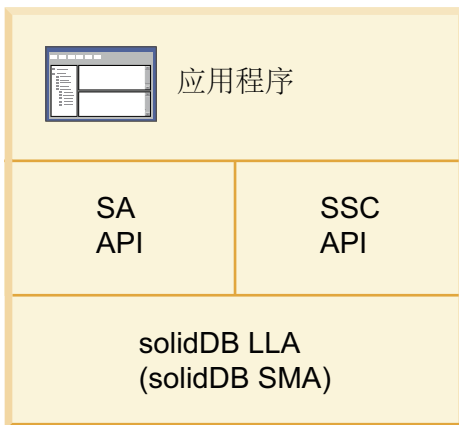 应用程序
SA
API
SSC
API
solidDB LLA
(solidDB SMA)